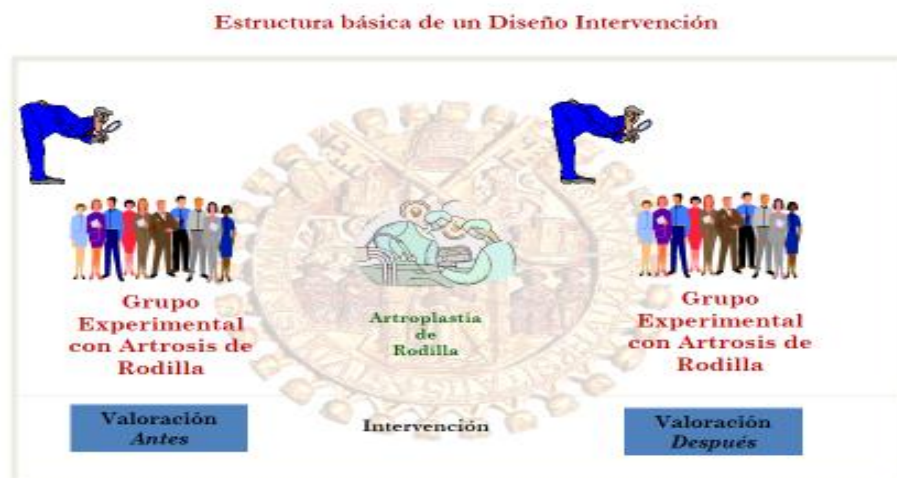 Estructura básica de un Diseño Intervención
Grupo
Experimental
con Artrosis de
Rodilla
Artroplastia
de
Rodilla
Grupo
Experimental
con Artrosis de
Rodilla
Valoración
Antes
Intervención
Valoración
Después